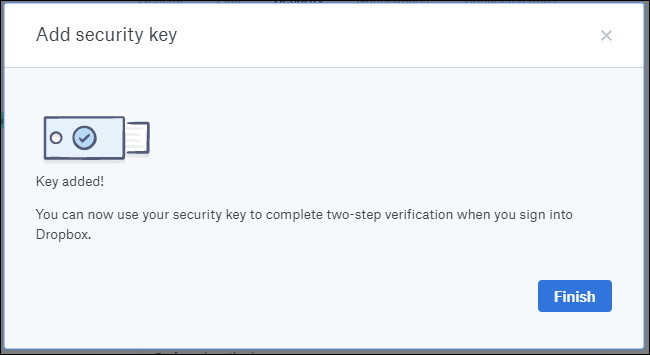 Add security key
Key added!
You can now use your security key to complete two-step verification when you sign into
Dropbox.
Finish